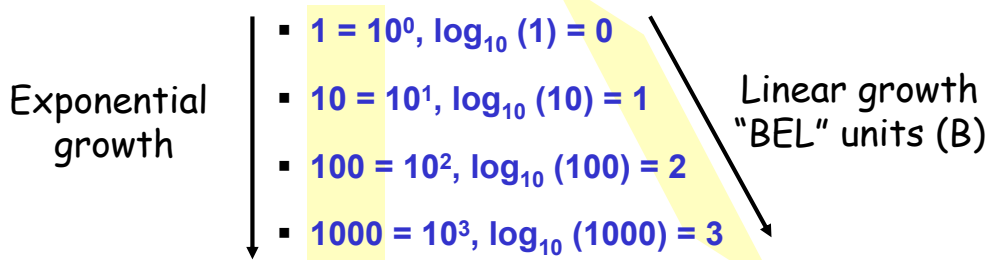 ▪ 1 = 10⁰, log₁₀ (1) = 0
Exponential
growth
▪ 10 = 10¹, log₁₀ (10) = 1
▪ 100 = 10², log₁₀ (100) = 2
▪ 1000 = 10³, log₁₀ (1000) = 3
Linear growth
“BEL” units (B)